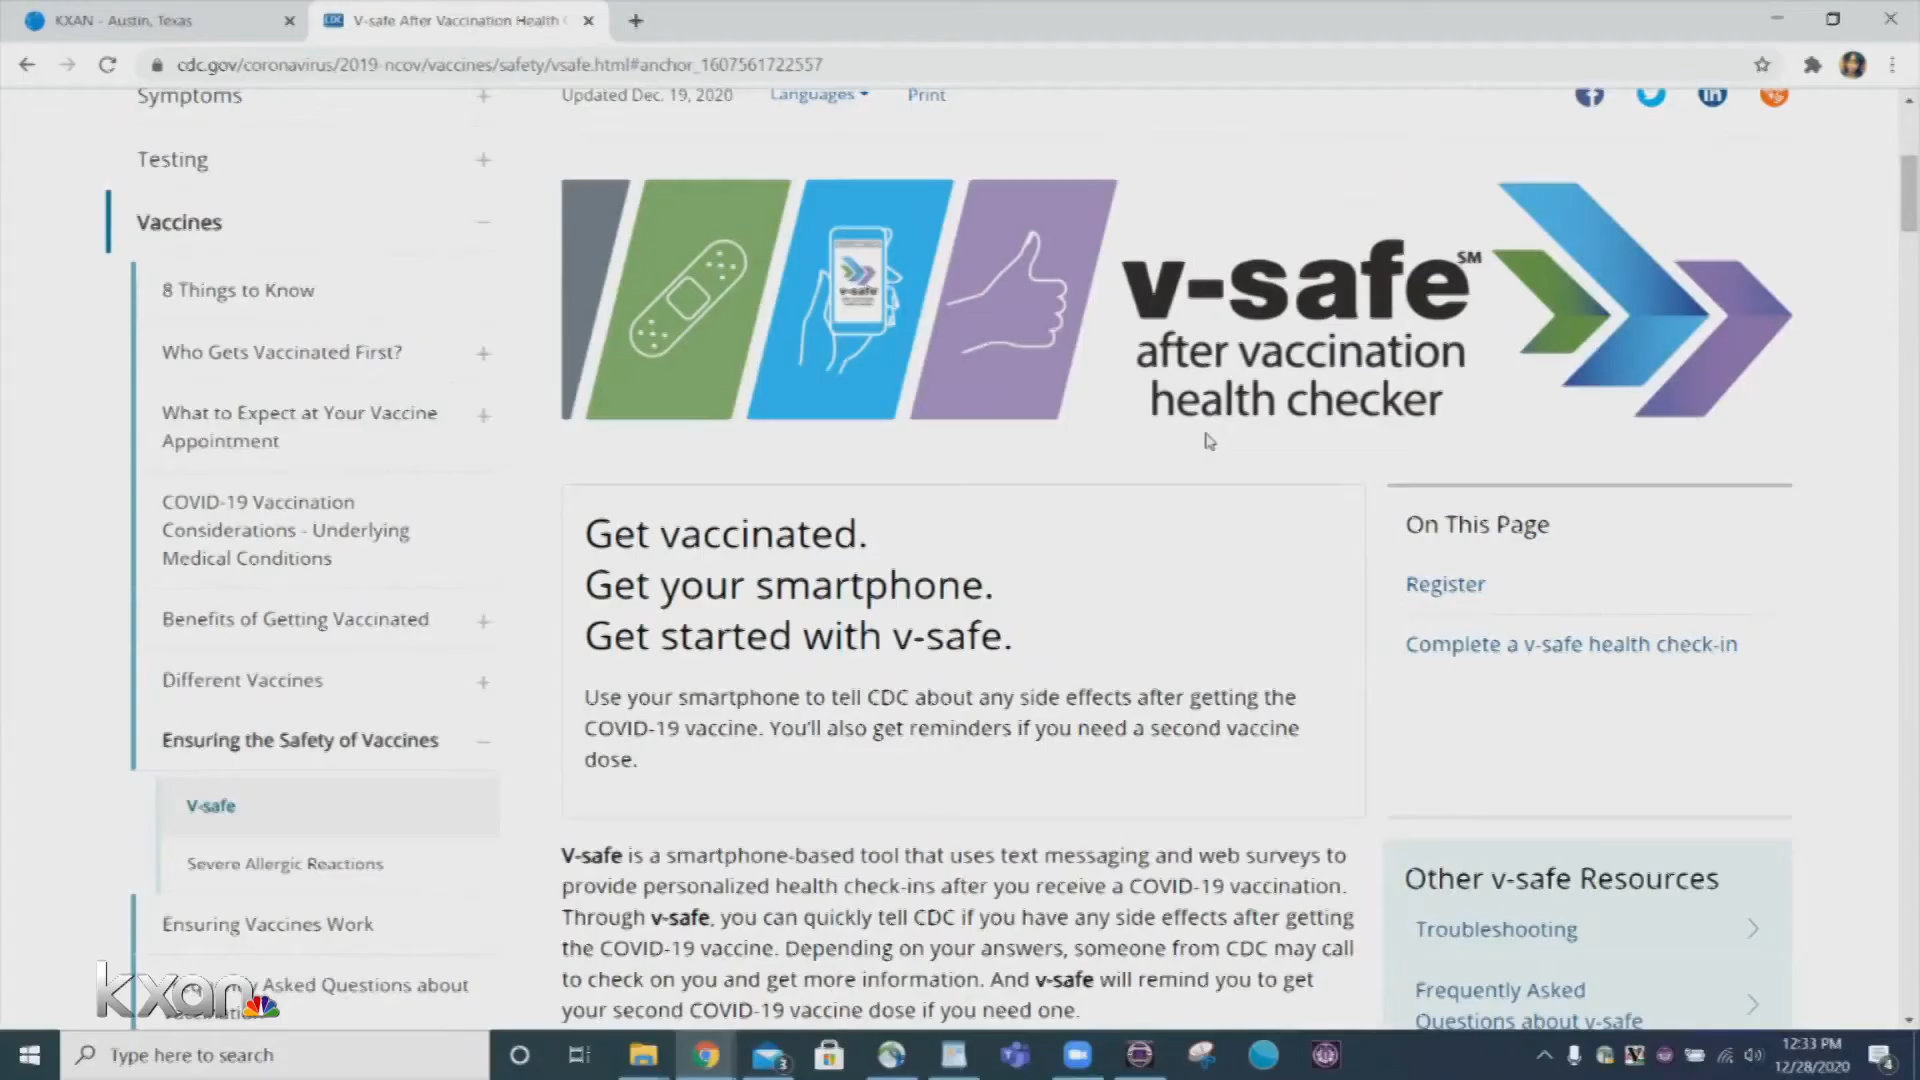 KXAN - Austin, Texas
V-safe After Vaccination Health
cdc.gov/coronavirus/2019-ncov/vaccines/safety/vsafe.html#anchor_1607561722557
Symptoms
Testing
Vaccines
8 Things to Know
Who Gets Vaccinated First?
What to Expect at Your Vaccine
Appointment
COVID-19 Vaccination
Considerations - Underlying
Medical Conditions
Benefits of Getting Vaccinated
Different Vaccines
Ensuring the Safety of Vaccines
V-safe
Severe Allergic Reactions
Ensuring Vaccines Work
Asked Questions about
Updated Dec. 19, 2020 Languages Print
v-safe
v-safe SM
after vaccination
health checker
Get vaccinated.
Get your smartphone.
Get started with v-safe.
Use your smartphone to tell CDC about any side effects after getting the
COVID-19 vaccine. You'll also get reminders if you need a second vaccine
dose.
V-safe is a smartphone-based tool that uses text messaging and web surveys to
provide personalized health check-ins after you receive a COVID-19 vaccination.
Through v-safe, you can quickly tell CDC if you have any side effects after getting
the COVID-19 vaccine. Depending on your answers, someone from CDC may call
to check on you and get more information. And v-safe will remind you to get
your second COVID-19 vaccine dose if you need one.
On This Page
Register
Complete a v-safe health check-in
Other v-safe Resources
Troubleshooting
Frequently Asked
Questions about v-safe
kxan
Type here to search
3
12:33 PM
12/28/2020
4